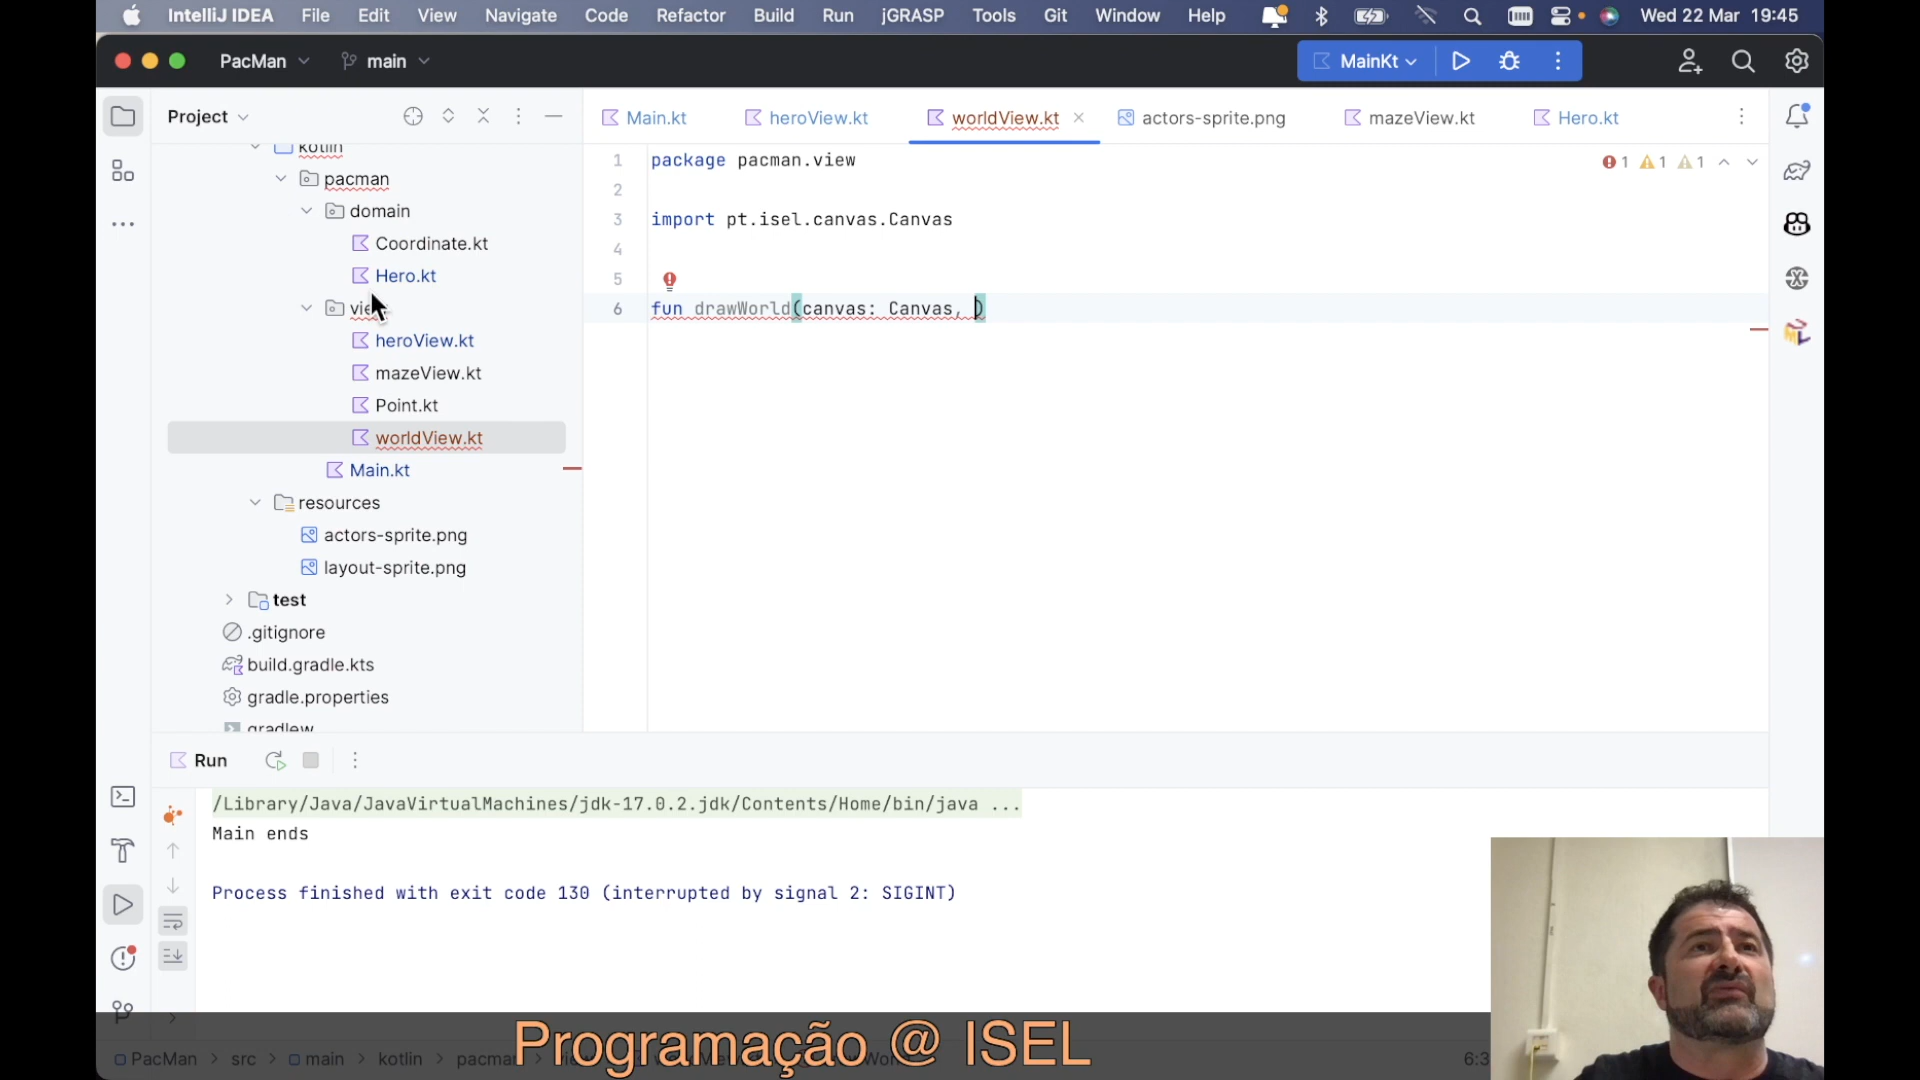 IntelliJ IDEA File Edit View Navigate Code Refactor Build Run jGRASP Tools Git Window Help Wed 22 Mar 19:45
PacMan main MainKt
Project
Main.kt heroView.kt worldView.kt actors-sprite.png mazeView.kt Hero.kt
kotlin
pacman
domain
Coordinate.kt
Hero.kt
heroView.kt
mazeView.kt
Point.kt
worldView.kt
Main.kt
resources
actors-sprite.png
layout-sprite.png
test
.gitignore
build.gradle.kts
gradle.properties
gradlew
1 package pacman.view
2
3 import pt.isel.canvas.Canvas
4
5
6 fun drawWorld(canvas: Canvas, )
1 1 1
Run
/Library/Java/JavaVirtualMachines/jdk-17.0.2.jdk/Contents/Home/bin/java ...
Main ends
Process finished with exit code 130 (interrupted by signal 2: SIGINT)
Programação @ ISEL
PacMan > src > main > kotlin >